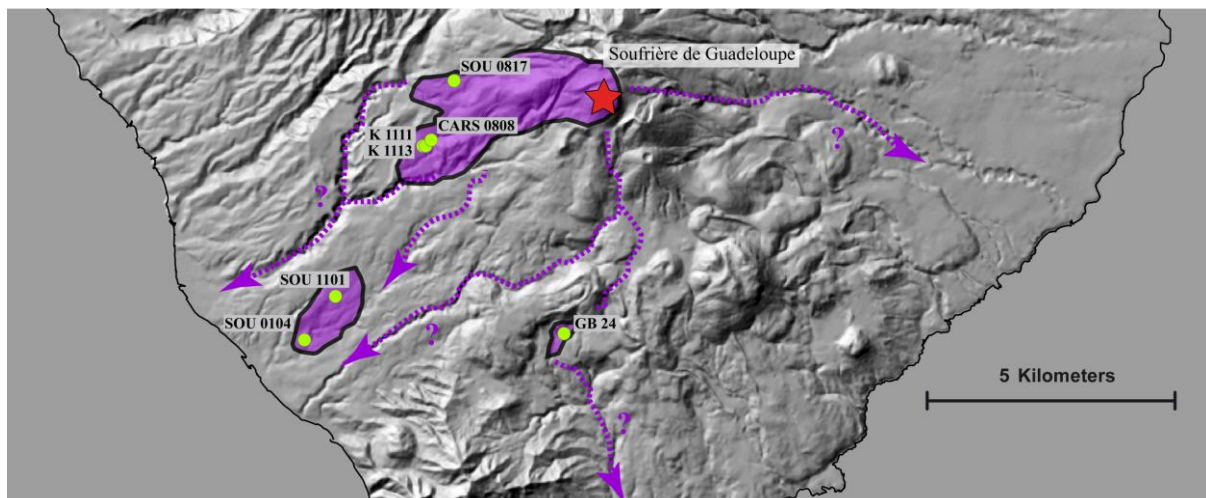 Soufrière de Guadeloupe
SOU 0817
CARS 0808
K 1111
K 1113
?
?
SOU 1101
SOU 0104
?
GB 24
5 Kilometers
?